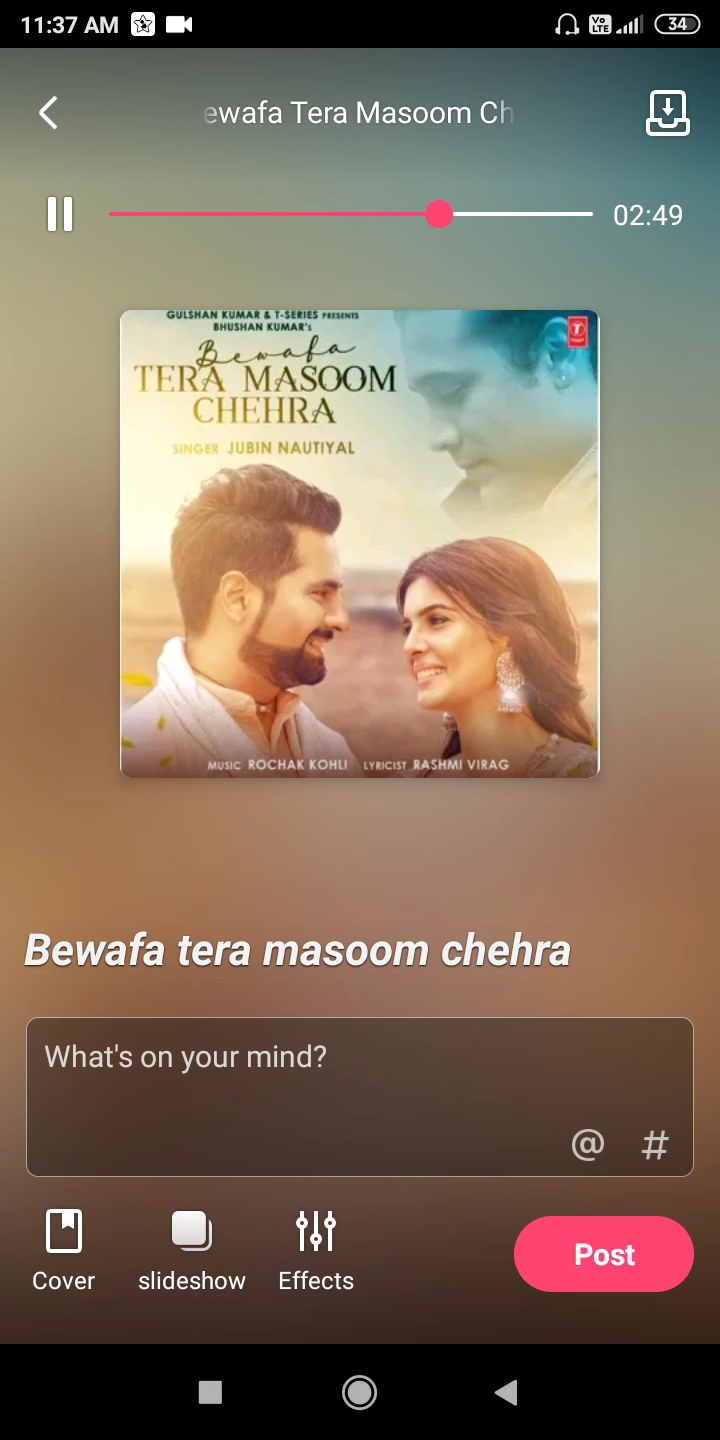 11:37 AM
Vo LTE
34
ewafa Tera Masoom Ch
02:49
GULSHAN KUMAR & T-SERIES PRESENTS
BHUSHAN KUMAR's
Bewafa
TERA MASOOM
CHEHRA
SINGER JUBIN NAUTIYAL
MUSIC ROCHAK KOHLI LYRICIST RASHMI VIRAG
Bewafa tera masoom chehra
What's on your mind?
@ #
Cover slideshow Effects
Post